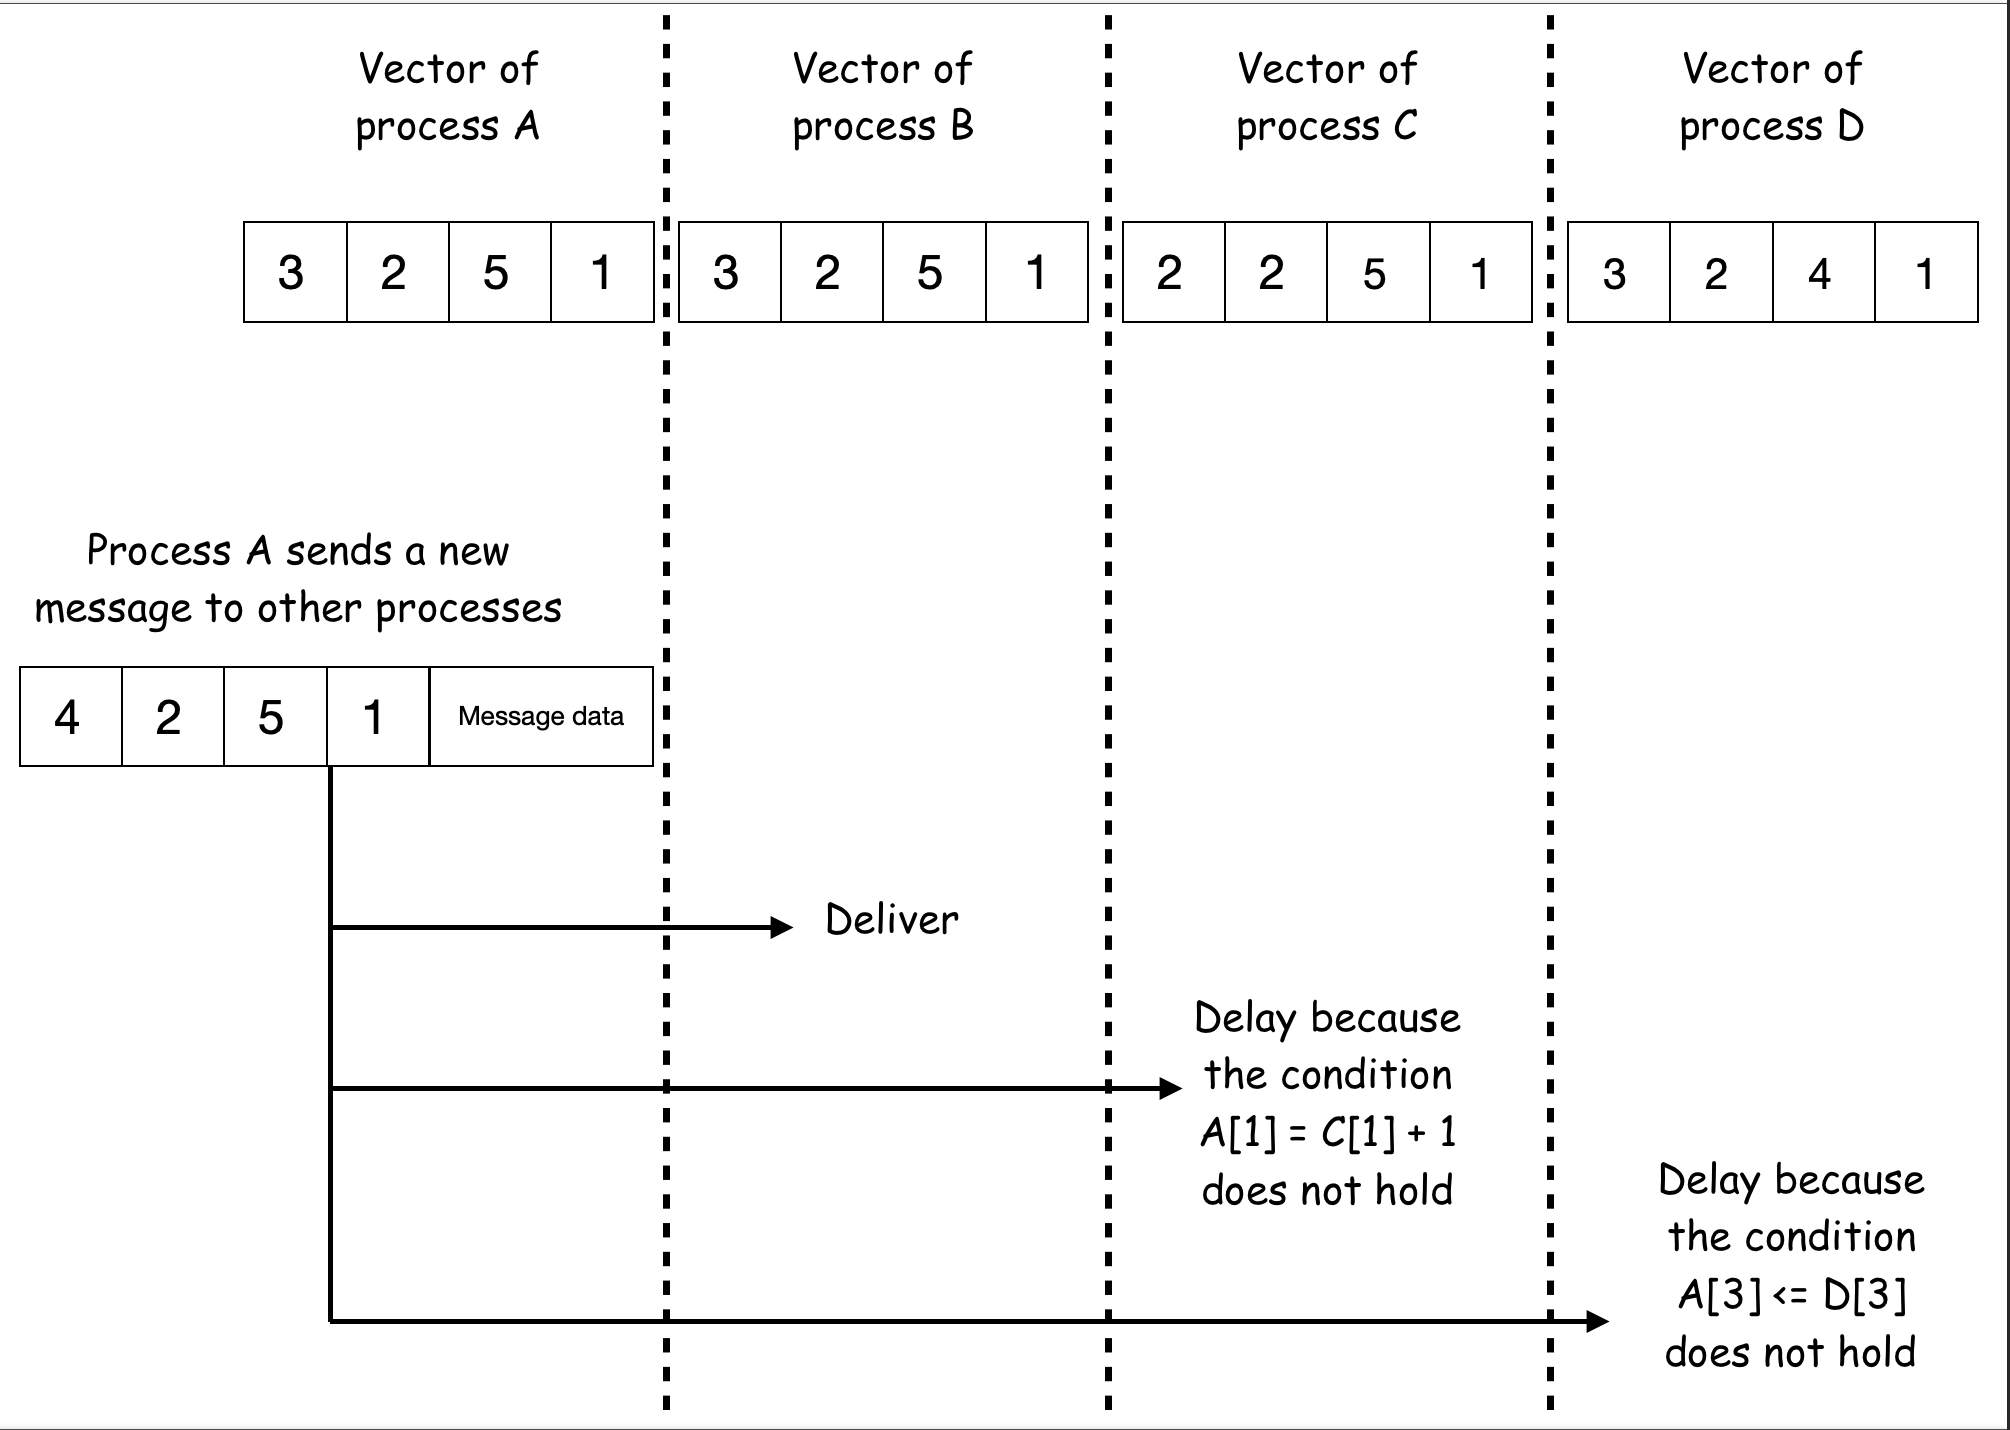 Vector of
process A
Vector of
process B
Vector of
process C
Vector of
process D
3 2 5 1
3 2 5 1
2 2 5 1
3 2 4 1
Process A sends a new
message to other processes
4 2 5 1 Message data
Deliver
Delay because
the condition
A[1] = C[1] + 1
does not hold
Delay because
the condition
A[3] <= D[3]
does not hold